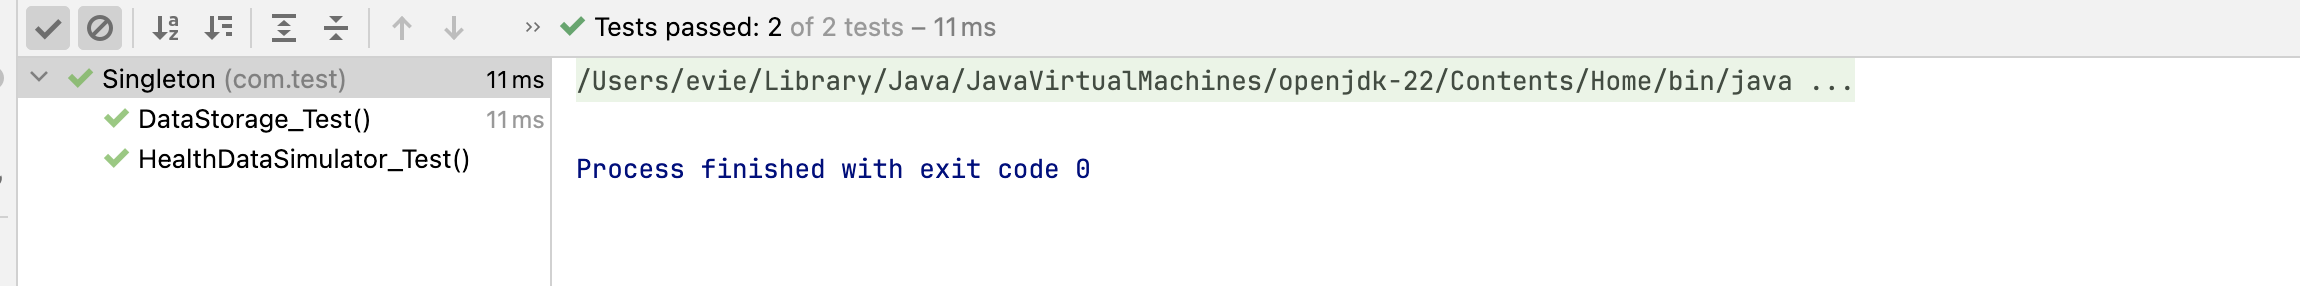 Tests passed: 2 of 2 tests – 11 ms
Singleton (com.test) 11 ms
DataStorage_Test() 11 ms
HealthDataSimulator_Test()
/Users/evie/Library/Java/JavaVirtualMachines/openjdk-22/Contents/Home/bin/java ...
Process finished with exit code 0